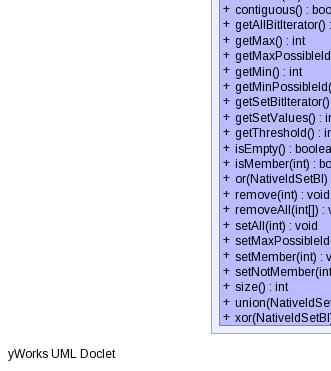 + contiguous() : boo
+ getAllBitIterator() :
+ getMax() : int
+ getMaxPossibleId
+ getMin() : int
+ getMinPossibleId(
+ getSetBitIterator()
+ getSetValues() : in
+ getThreshold() : in
+ isEmpty() : boolea
+ isMember(int) : bo
+ or(NativeIdSetBI)
+ remove(int) : void
+ removeAll(int[]) : v
+ setAll(int) : void
+ setMaxPossibleId
+ setMember(int) : v
+ setNotMember(int
+ size() : int
+ union(NativeIdSet
+ xor(NativeIdSetBI)
yWorks UML Doclet